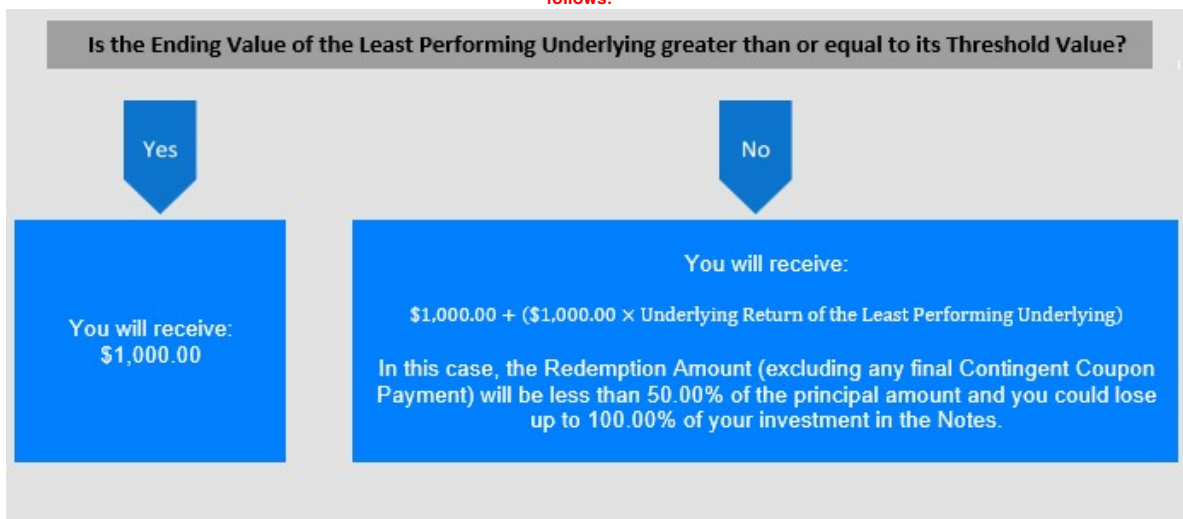 follows:
Is the Ending Value of the Least Performing Underlying greater than or equal to its Threshold Value?
Yes
No
You will receive:
$1,000.00
You will receive:
$1,000.00 + ($1,000.00 × Underlying Return of the Least Performing Underlying)
In this case, the Redemption Amount (excluding any final Contingent Coupon
Payment) will be less than 50.00% of the principal amount and you could lose
up to 100.00% of your investment in the Notes.